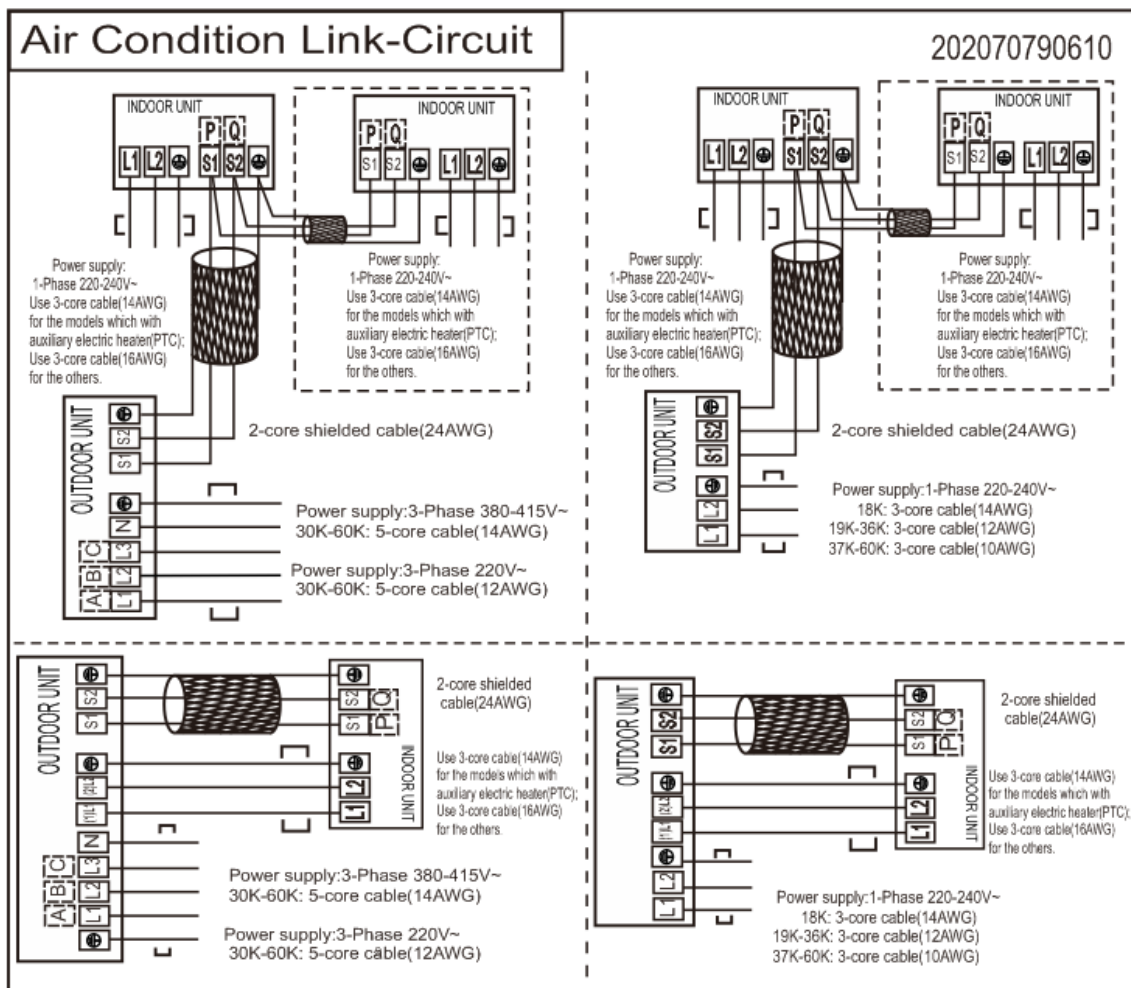 Air Condition Link-Circuit
202070790610
INDOOR UNIT
P Q
L1 L2 S1 S2
INDOOR UNIT
P Q
S1 S2 L1 L2
Power supply:
1-Phase 220-240V~
Use 3-core cable(14AWG)
for the models which with
auxiliary electric heater(PTC);
Use 3-core cable(16AWG)
for the others.
Power supply:
1-Phase 220-240V~
Use 3-core cable(14AWG)
for the models which with
auxiliary electric heater(PTC);
Use 3-core cable(16AWG)
for the others.
OUTDOOR UNIT
S2
S1
N
C L3
B L2
A L1
2-core shielded cable(24AWG)
Power supply:3-Phase 380-415V~
30K-60K: 5-core cable(14AWG)
Power supply:3-Phase 220V~
30K-60K: 5-core cable(12AWG)
INDOOR UNIT
P Q
L1 L2 S1 S2
INDOOR UNIT
P Q
S1 S2 L1 L2
Power supply:
1-Phase 220-240V~
Use 3-core cable(14AWG)
for the models which with
auxiliary electric heater(PTC);
Use 3-core cable(16AWG)
for the others.
Power supply:
1-Phase 220-240V~
Use 3-core cable(14AWG)
for the models which with
auxiliary electric heater(PTC);
Use 3-core cable(16AWG)
for the others.
OUTDOOR UNIT
S2
S1
L2
L1
2-core shielded cable(24AWG)
Power supply:1-Phase 220-240V~
18K: 3-core cable(14AWG)
19K-36K: 3-core cable(12AWG)
37K-60K: 3-core cable(10AWG)
OUTDOOR UNIT
S2
S1
(2)L2
(1)L1
N
C L3
B L2
A L1
S2 Q
S1 P
L2
L1
INDOOR UNIT
2-core shielded
cable(24AWG)
Use 3-core cable(14AWG)
for the models which with
auxiliary electric heater(PTC);
Use 3-core cable(16AWG)
for the others.
Power supply:3-Phase 380-415V~
30K-60K: 5-core cable(14AWG)
Power supply:3-Phase 220V~
30K-60K: 5-core câble(12AWG)
OUTDOOR UNIT
S2
S1
(2)L2
(1)L1
L2
L1
S2 Q
S1 P
L2
L1
INDOOR UNIT
2-core shielded
cable(24AWG)
Use 3-core cable(14AWG)
for the models which with
auxiliary electric heater(PTC);
Use 3-core cable(16AWG)
for the others.
Power supply:1-Phase 220-240V~
18K: 3-core cable(14AWG)
19K-36K: 3-core cable(12AWG)
37K-60K: 3-core cable(10AWG)